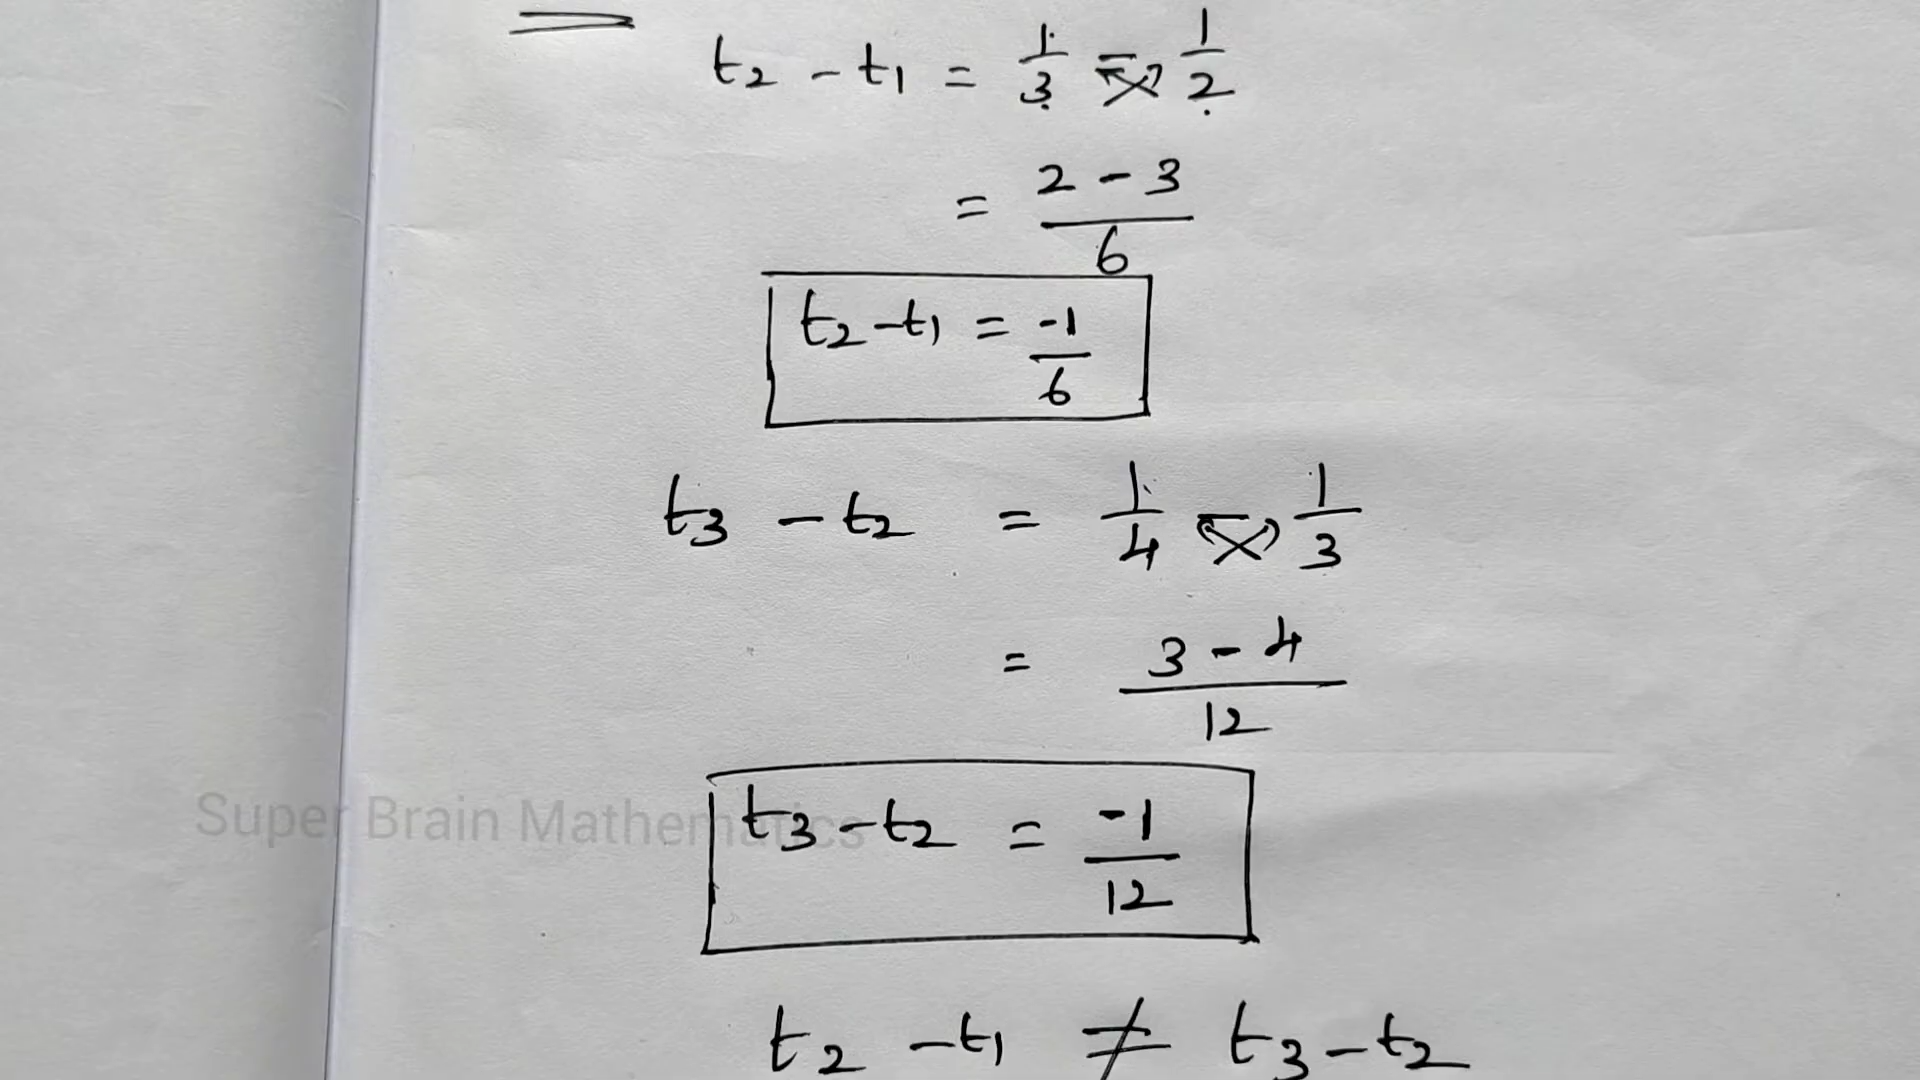 t₂ - t₁ = 1/3 - 1/2
= (2 - 3)/6
t₂ - t₁ = -1/6
t₃ - t₂ = 1/4 - 1/3
= (3 - 4)/12
Super Brain Mathematics
t₃ - t₂ = -1/12
t₂ - t₁ ≠ t₃ - t₂